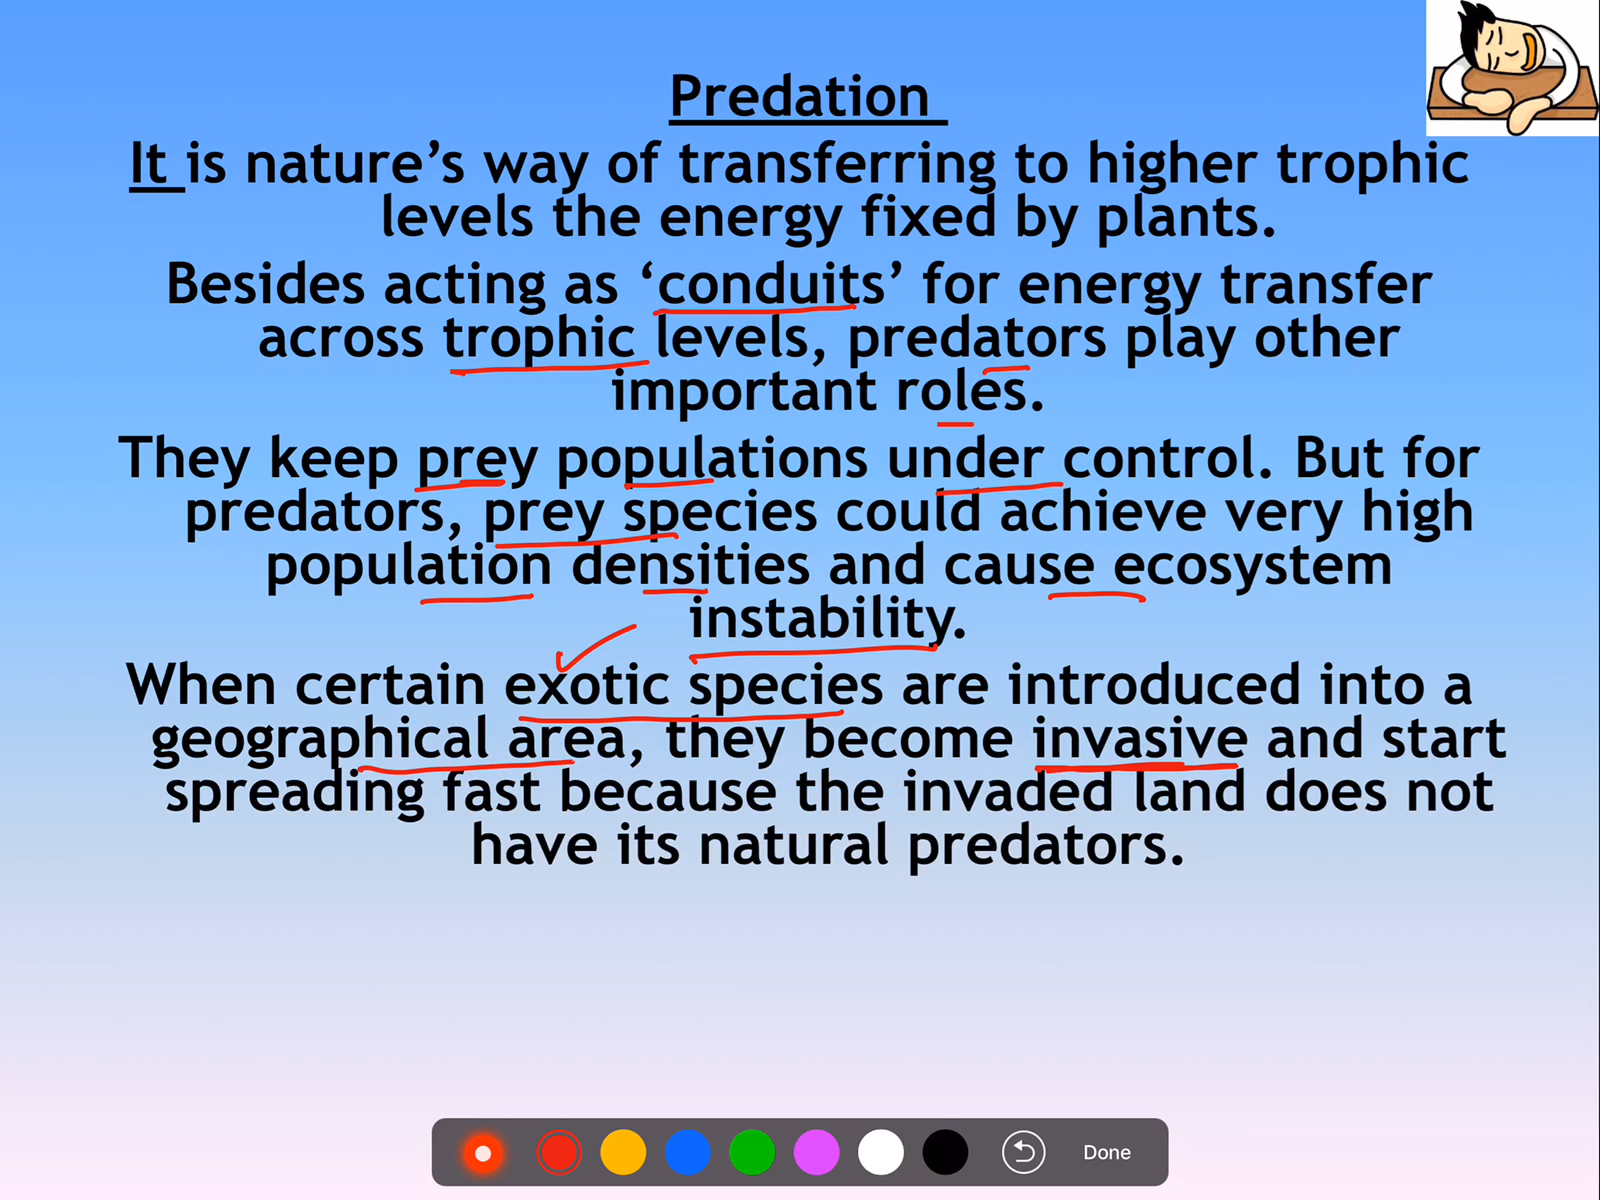 Predation
It is nature’s way of transferring to higher trophic
levels the energy fixed by plants.
Besides acting as ‘conduits’ for energy transfer
across trophic levels, predators play other
important roles.
They keep prey populations under control. But for
predators, prey species could achieve very high
population densities and cause ecosystem
instability.
When certain exotic species are introduced into a
geographical area, they become invasive and start
spreading fast because the invaded land does not
have its natural predators.
Done